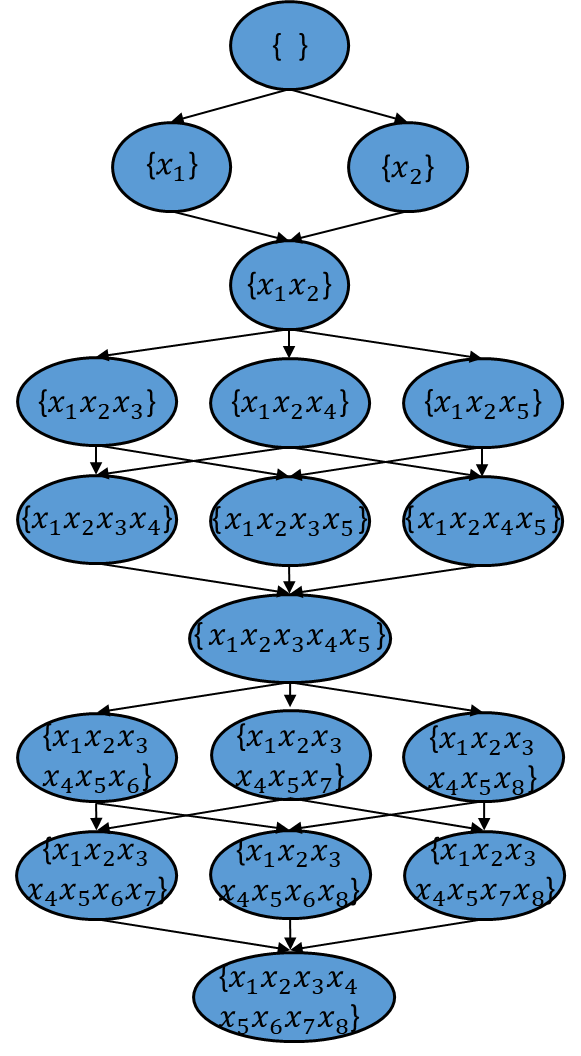 { }
{x₁}
{x₂}
{x₁x₂}
{x₁x₂x₃}
{x₁x₂x₄}
{x₁x₂x₅}
{x₁x₂x₃x₄}
{x₁x₂x₃x₅}
{x₁x₂x₄x₅}
{x₁x₂x₃x₄x₅}
{x₁x₂x₃
x₄x₅x₆}
{x₁x₂x₃
x₄x₅x₇}
{x₁x₂x₃
x₄x₅x₈}
{x₁x₂x₃
x₄x₅x₆x₇}
{x₁x₂x₃
x₄x₅x₆x₈}
{x₁x₂x₃
x₄x₅x₇x₈}
{x₁x₂x₃x₄
x₅x₆x₇x₈}